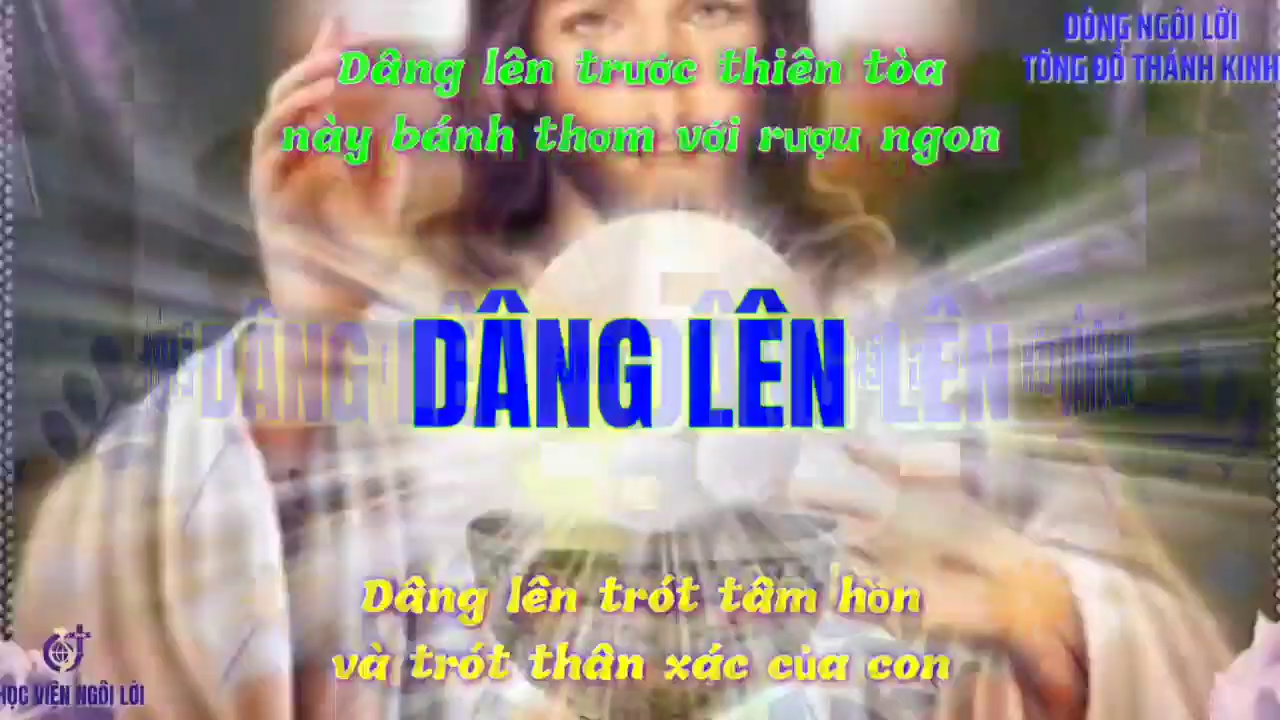 DÒNG NGÔI LỜI
TÔNG ĐỒ THÁNH KINH
Dâng lên trước thiên tòa
này bánh thơm với rượu ngon
DÂNG LÊN
Dâng lên trót tâm hồn
và trót thân xác của con
HỌC VIỆN NGÔI LỜI